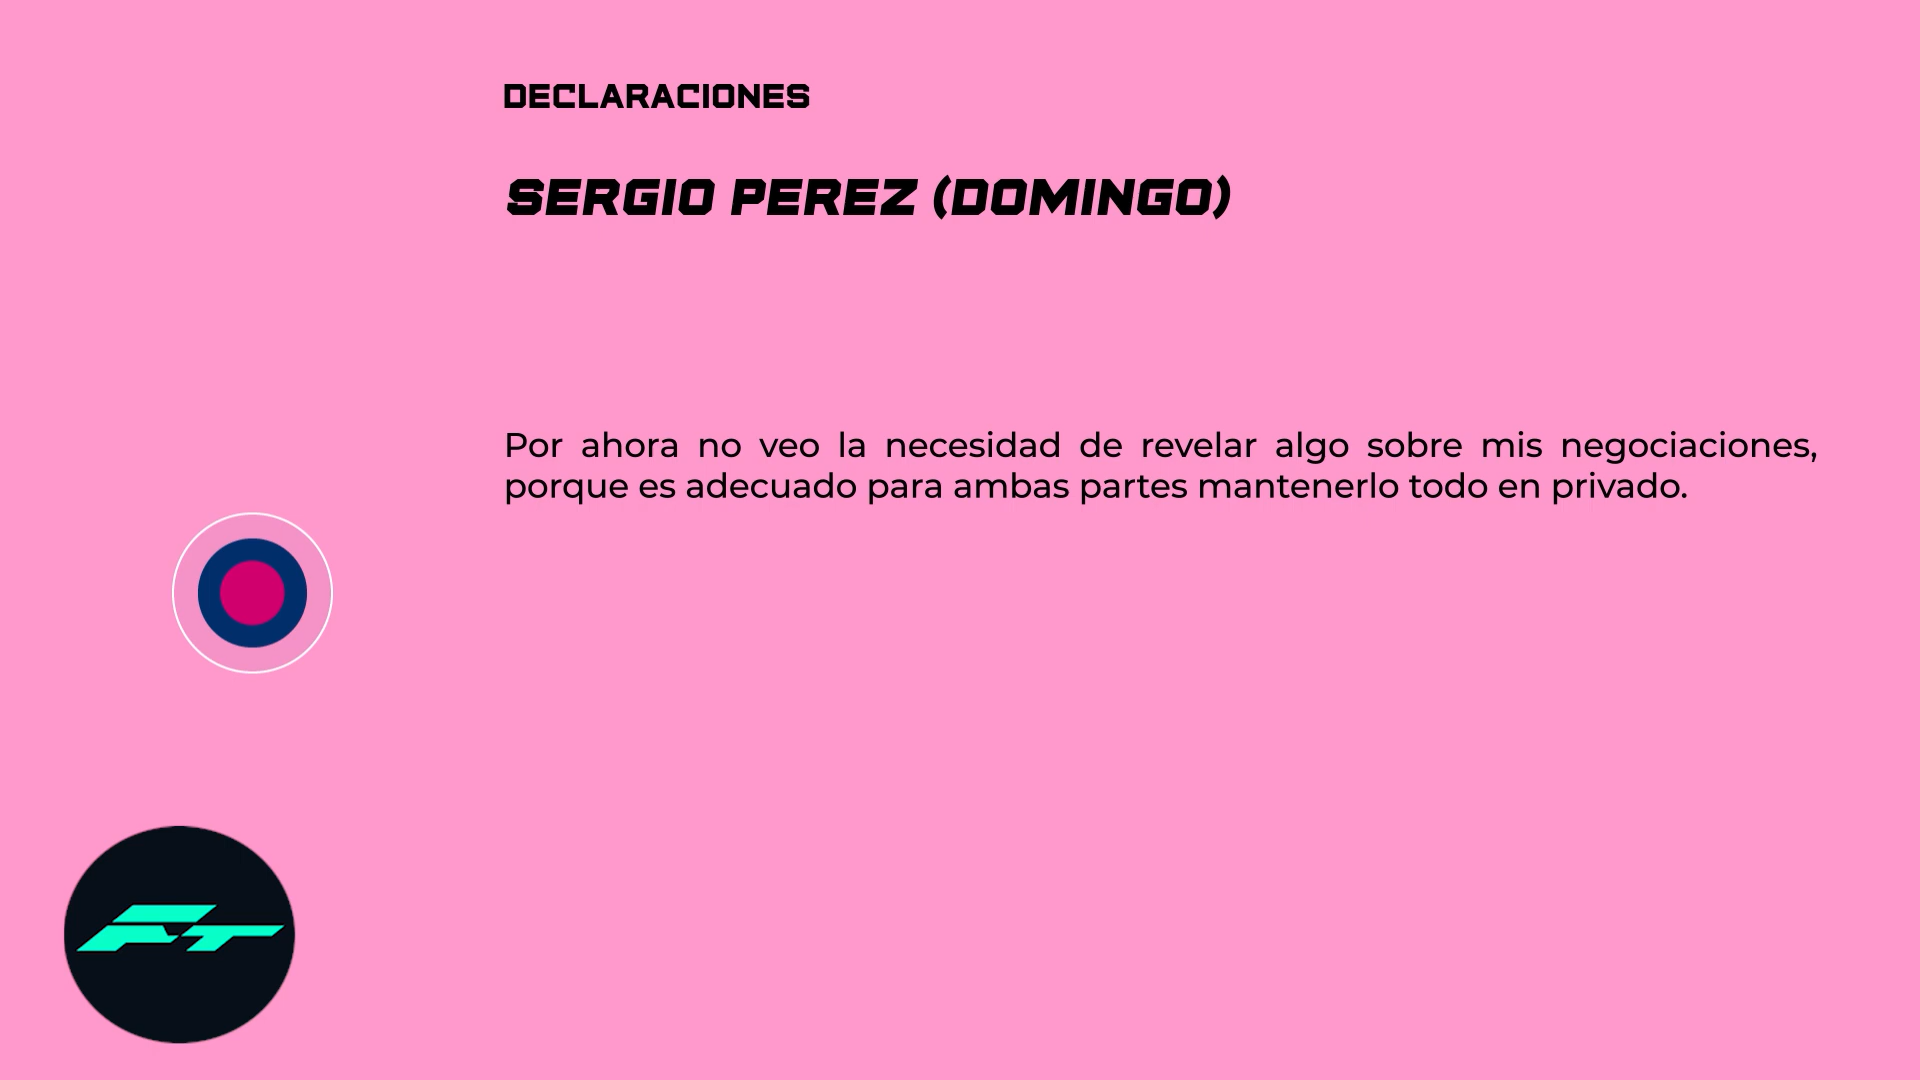 DECLARACIONES
SERGIO PEREZ (DOMINGO)
Por ahora no veo la necesidad de revelar algo sobre mis negociaciones,
porque es adecuado para ambas partes mantenerlo todo en privado.
FT